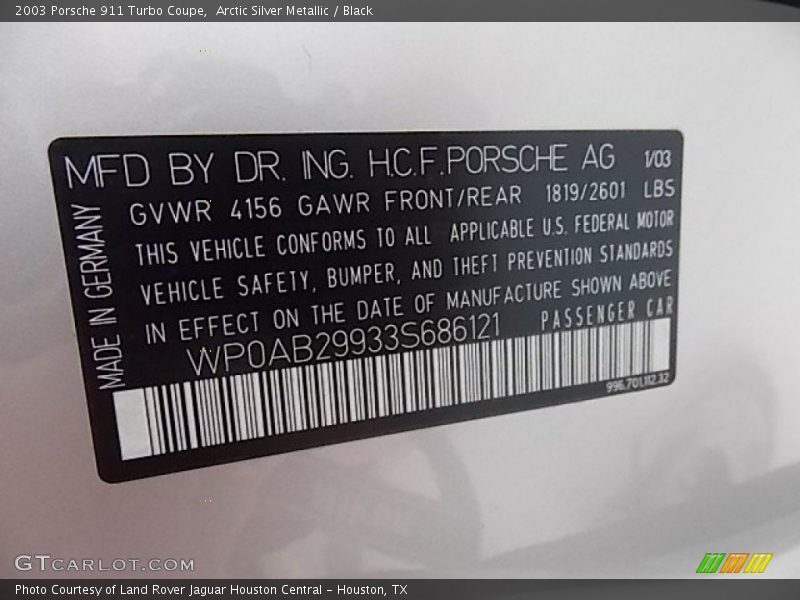 2003 Porsche 911 Turbo Coupe, Arctic Silver Metallic / Black
MFD BY DR. ING. H.C.F.PORSCHE AG 1/03
GVWR 4156 GAWR FRONT/REAR 1819/2601 LBS
THIS VEHICLE CONFORMS TO ALL APPLICABLE U.S. FEDERAL MOTOR
VEHICLE SAFETY, BUMPER, AND THEFT PREVENTION STANDARDS
IN EFFECT ON THE DATE OF MANUFACTURE SHOWN ABOVE
WP0AB29933S686121 PASSENGER CAR
MADE IN GERMANY
996.701.112.32
GTCARLOT.COM
Photo Courtesy of Land Rover Jaguar Houston Central - Houston, TX